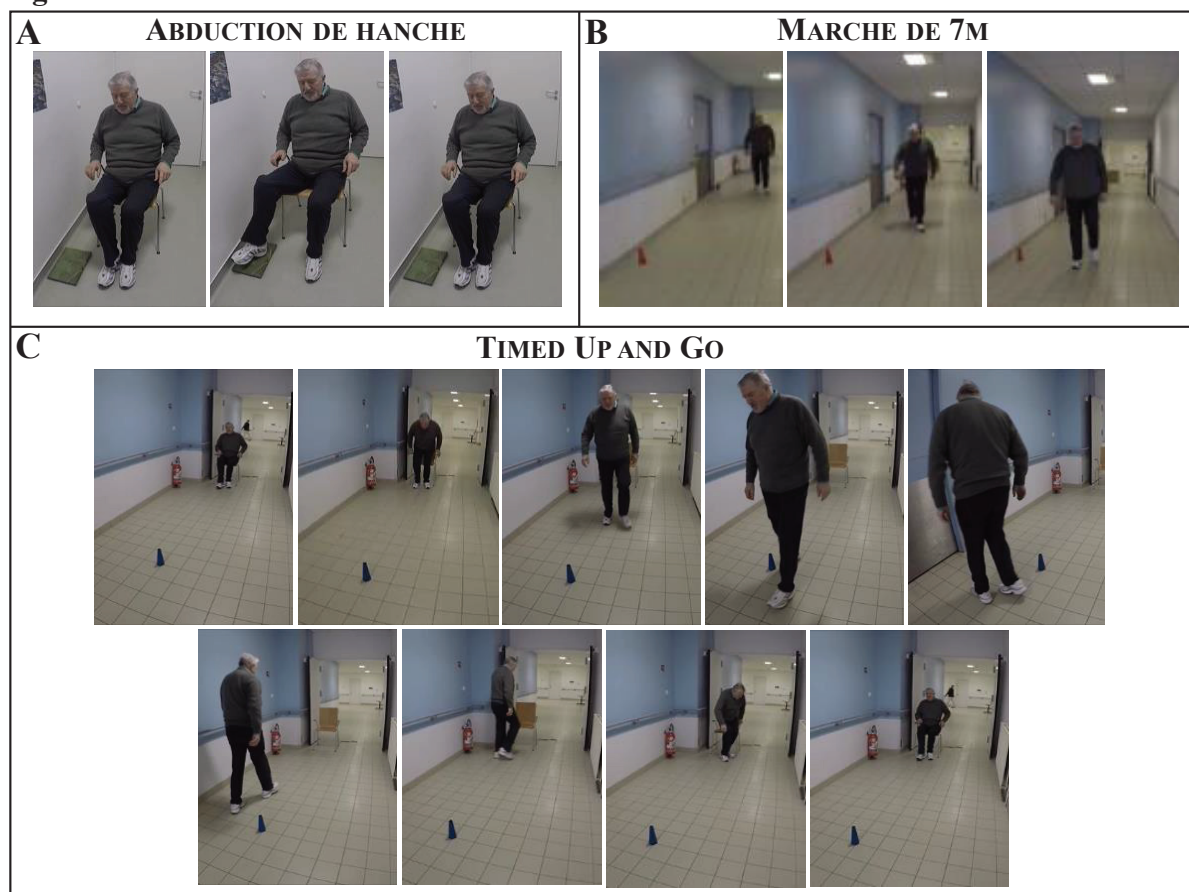 A
ABDUCTION DE HANCHE
B
MARCHE DE 7M
C
TIMED UP AND GO